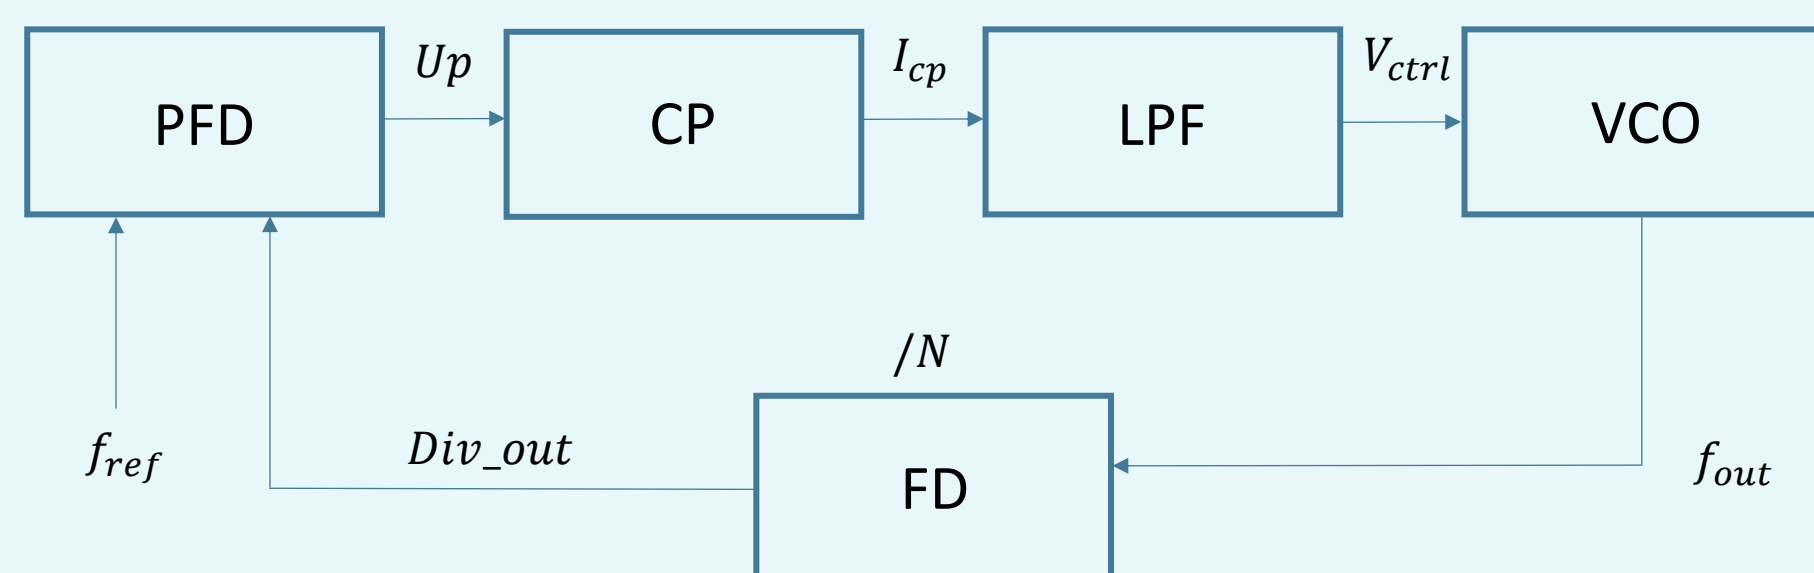 Up
I_cp
V_ctrl
PFD
CP
LPF
VCO
/N
f_ref
Div_out
FD
f_out